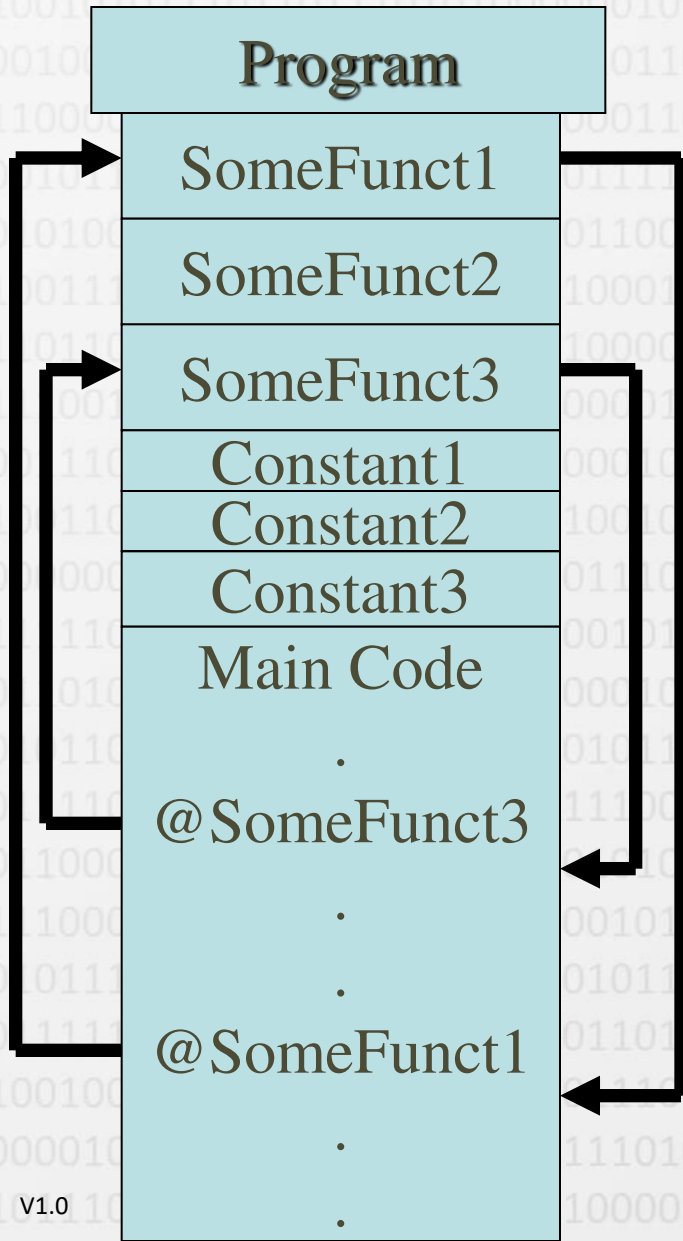 Program
SomeFunct1
SomeFunct2
SomeFunct3
Constant1
Constant2
Constant3
Main Code
.
@SomeFunct3
.
.
@SomeFunct1
.
.
V1.0